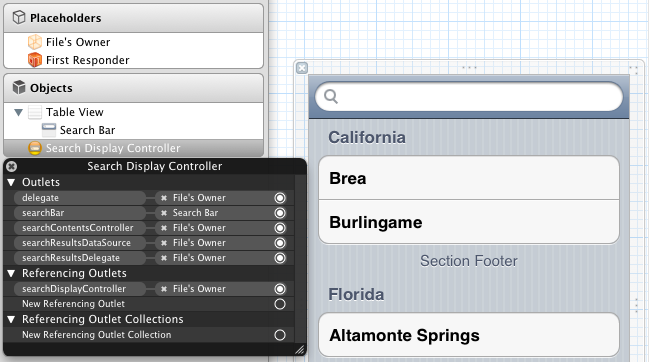 Placeholders
File's Owner
First Responder
Objects
Table View
Search Bar
Search Display Controller
Search Display Controller
Outlets
delegate File's Owner
searchBar Search Bar
searchContentsController File's Owner
searchResultsDataSource File's Owner
searchResultsDelegate File's Owner
Referencing Outlets
searchDisplayController File's Owner
New Referencing Outlet
Referencing Outlet Collections
New Referencing Outlet Collection
California
Brea
Burlingame
Section Footer
Florida
Altamonte Springs